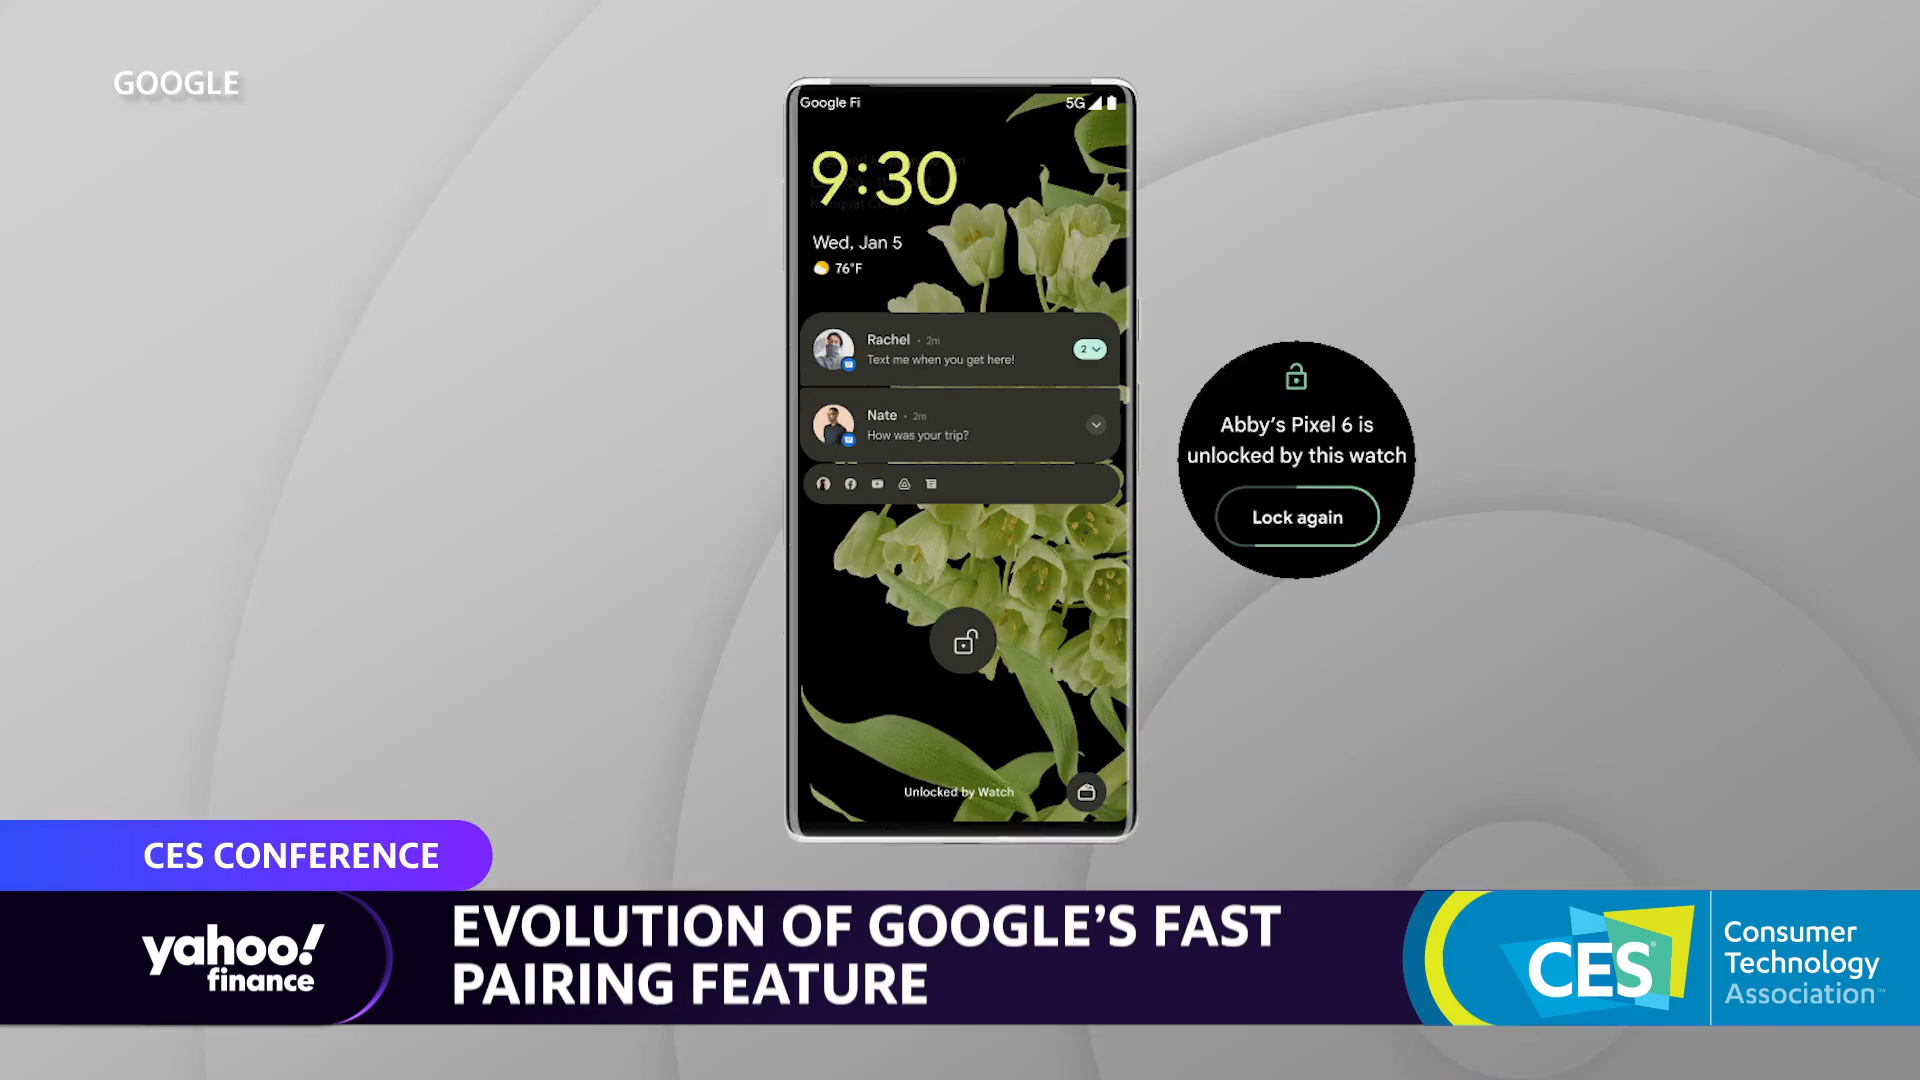 GOOGLE
Google Fi
5G
9:30
Wed, Jan 5
76°F
Rachel • 2m
Text me when you get here!
2
Nate • 2m
How was your trip?
Unlocked by Watch
Abby's Pixel 6 is
unlocked by this watch
Lock again
CES CONFERENCE
yahoo!
finance
EVOLUTION OF GOOGLE'S FAST
PAIRING FEATURE
CES®
Consumer
Technology
Association™